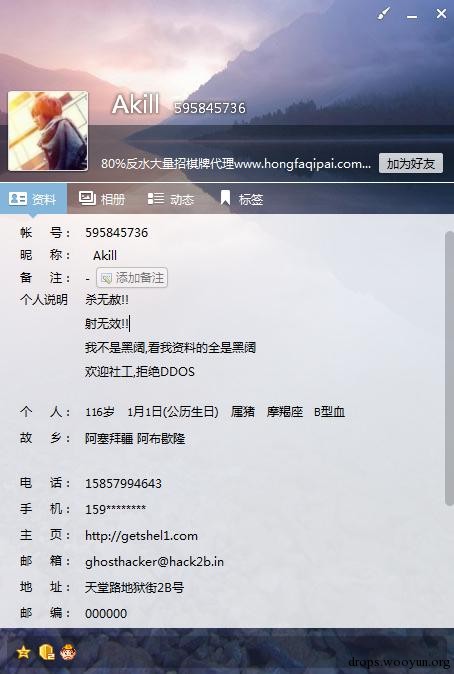 Akill 595845736
80%反水大量招棋牌代理www.hongfaqipai.com... 加为好友
资料 相册 动态 标签
帐 号: 595845736
昵 称: Akill
备 注: - 添加备注
个人说明 杀无赦!!
射无效!!
我不是黑阔,看我资料的全是黑阔
欢迎社工,拒绝DDOS
个 人: 116岁 1月1日(公历生日) 属猪 摩羯座 B型血
故 乡: 阿塞拜疆 阿布歇隆
电 话: 15857994643
手 机: 159********
主 页: http://getshel1.com
邮 箱: ghosthacker@hack2b.in
地 址: 天堂路地狱街2B号
邮 编: 000000
drops.wooyun.org